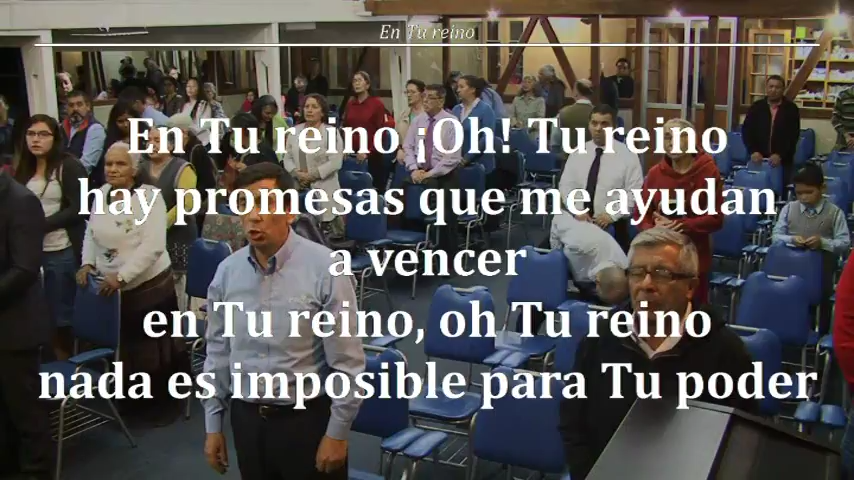 En Tu reino
En Tu reino ¡Oh! Tu reino
hay promesas que me ayudan
a vencer
en Tu reino, oh Tu reino
nada es imposible para Tu poder